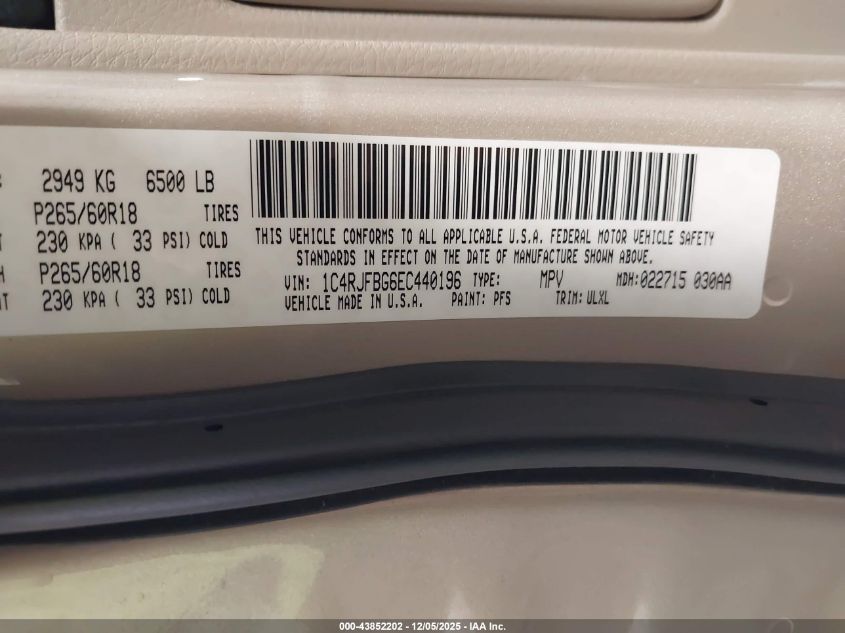 2949 KG 6500 LB
P265/60R18 TIRES
230 KPA ( 33 PSI) COLD
P265/60R18 TIRES
230 KPA ( 33 PSI) COLD
THIS VEHICLE CONFORMS TO ALL APPLICABLE U.S.A. FEDERAL MOTOR VEHICLE SAFETY
STANDARDS IN EFFECT ON THE DATE OF MANUFACTURE SHOWN ABOVE.
VIN: 1C4RJFBG6EC440196 TYPE: MPV MDH:022715 030AA
VEHICLE MADE IN U.S.A. PAINT: PFS TRIM: ULXL
000-43852202 - 12/05/2025 - IAA Inc.